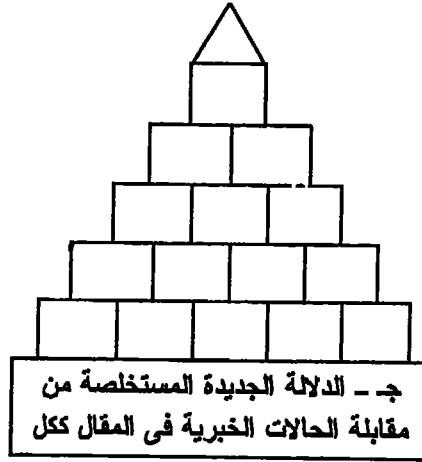 جـ – الدلالة الجديدة المستخلصة من
مقابلة الحالات الخبرية فى المقال ككل